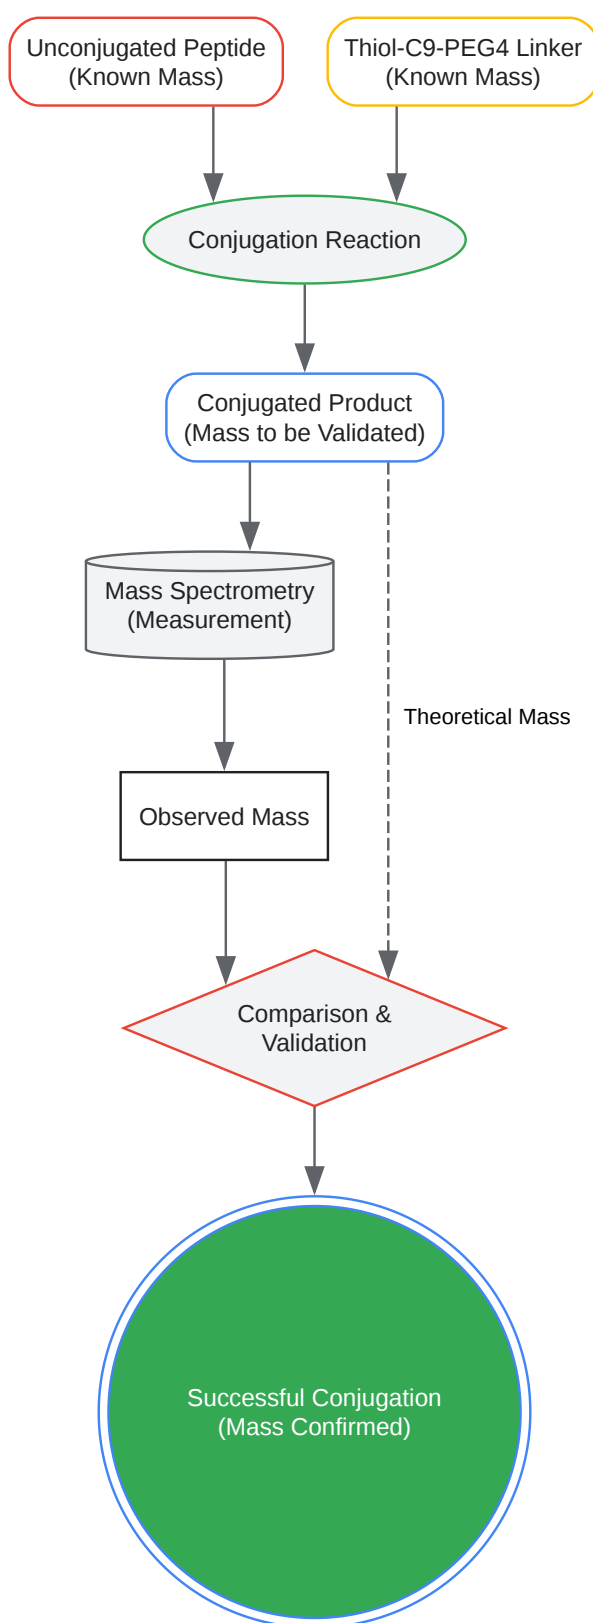 Unconjugated Peptide
(Known Mass)
Thiol-C9-PEG4 Linker
(Known Mass)
Conjugation Reaction
Conjugated Product
(Mass to be Validated)
Mass Spectrometry
(Measurement)
Theoretical Mass
Observed Mass
Comparison &
Validation
Successful Conjugation
(Mass Confirmed)